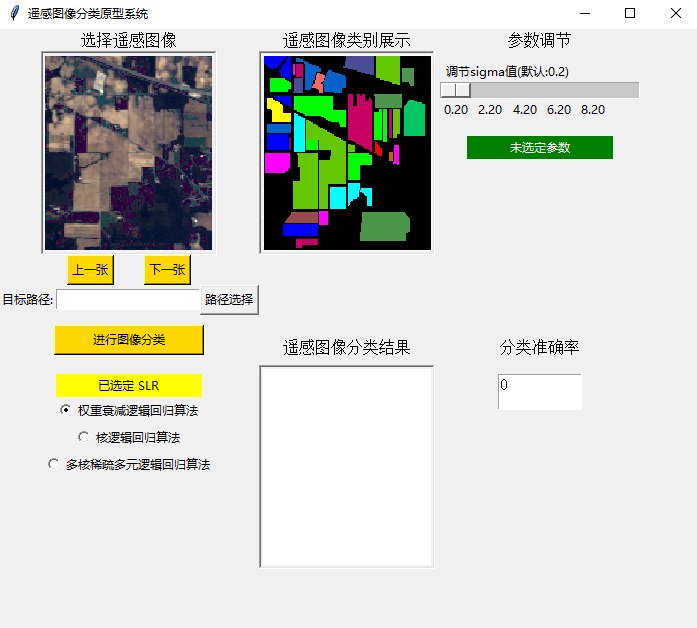 遥感图像分类原型系统
选择遥感图像
遥感图像类别展示
参数调节
调节sigma值(默认:0.2)
0.20 2.20 4.20 6.20 8.20
未选定参数
上一张
下一张
目标路径:
路径选择
进行图像分类
遥感图像分类结果
分类准确率
已选定 SLR
0
权重衰减逻辑回归算法
核逻辑回归算法
多核稀疏多元逻辑回归算法